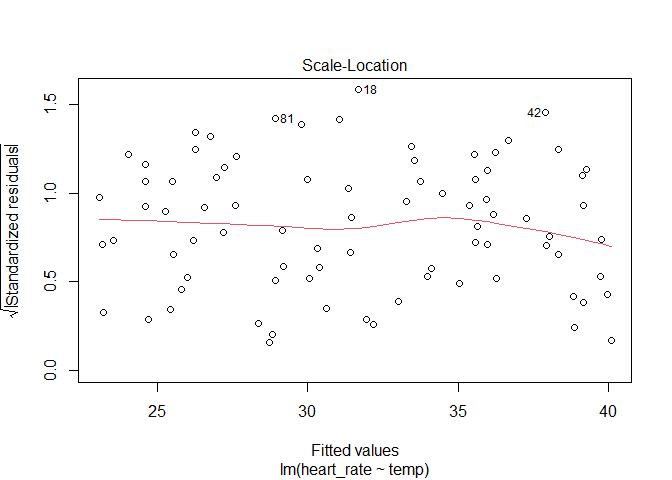 Scale-Location
√|Standardized residuals|
1.5
1.0
0.5
0.0
81
18
42
25
30
35
40
Fitted values
lm(heart_rate ~ temp)